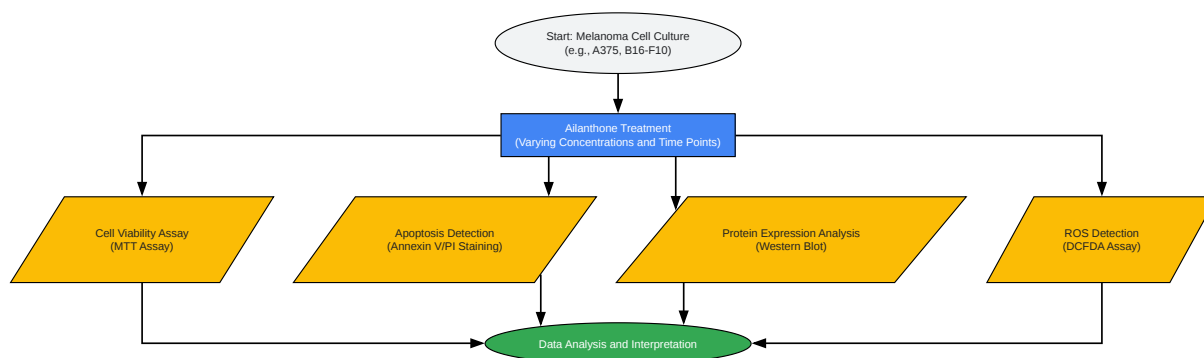 Start: Melanoma Cell Culture
(e.g., A375, B16-F10)
Ailanthone Treatment
(Varying Concentrations and Time Points)
Cell Viability Assay
(MTT Assay)
Apoptosis Detection
(Annexin V/PI Staining)
Protein Expression Analysis
(Western Blot)
ROS Detection
(DCFDA Assay)
Data Analysis and Interpretation